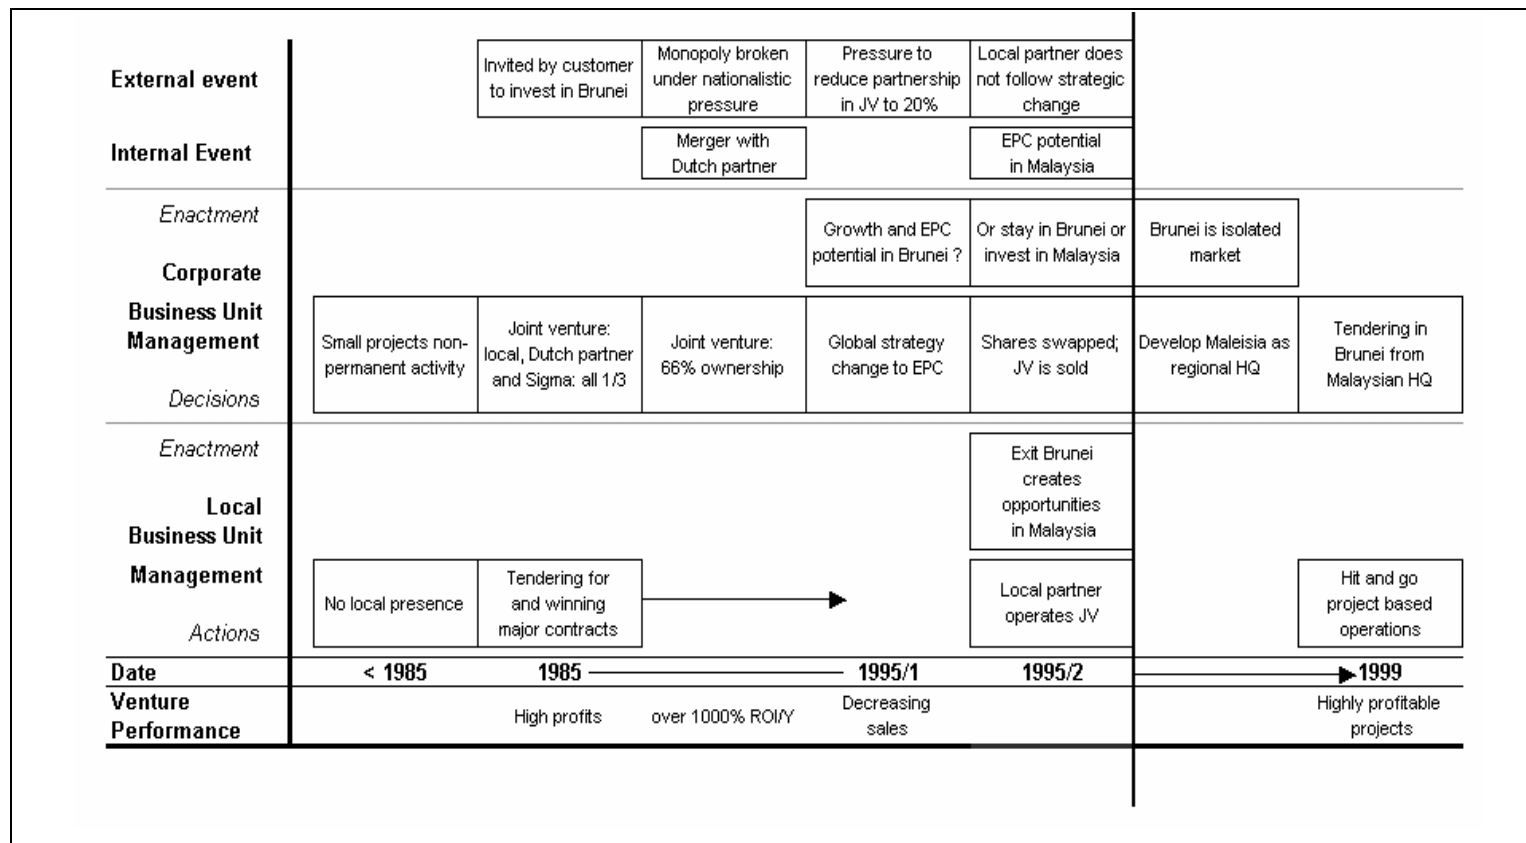 External event
Invited by customer
to invest in Brunei
Monopoly broken
under nationalistic
pressure
Pressure to
reduce partnership
in JV to 20%
Local partner does
not follow strategic
change
Internal Event
Merger with
Dutch partner
EPC potential
in Malaysia
Enactment
Corporate
Business Unit
Management
Decisions
Growth and EPC
potential in Brunei ?
Or stay in Brunei or
invest in Malaysia
Brunei is isolated
market
Small projects non-
permanent activity
Joint venture:
local, Dutch partner
and Sigma: all 1/3
Joint venture:
66% ownership
Global strategy
change to EPC
Shares swapped;
JV is sold
Develop Maleisia as
regional HQ
Tendering in
Brunei from
Malaysian HQ
Enactment
Local
Business Unit
Management
Actions
Exit Brunei
creates
opportunities
in Malaysia
No local presence
Tendering for
and winning
major contracts
Local partner
operates JV
Hit and go
project based
operations
Date
< 1985
1985
1995/1
1995/2
1999
Venture
Performance
High profits
over 1000% ROI/Y
Decreasing
sales
Highly profitable
projects